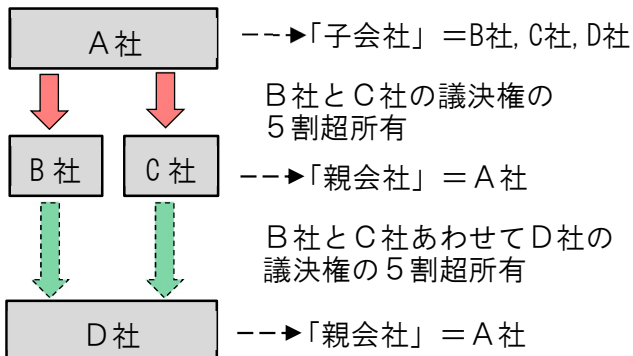 A社
「子会社」＝B社, C社, D社
B社とC社の議決権の
５割超所有
B社
C社
「親会社」＝A社
B社とC社あわせてD社の
議決権の５割超所有
D社
「親会社」＝A社